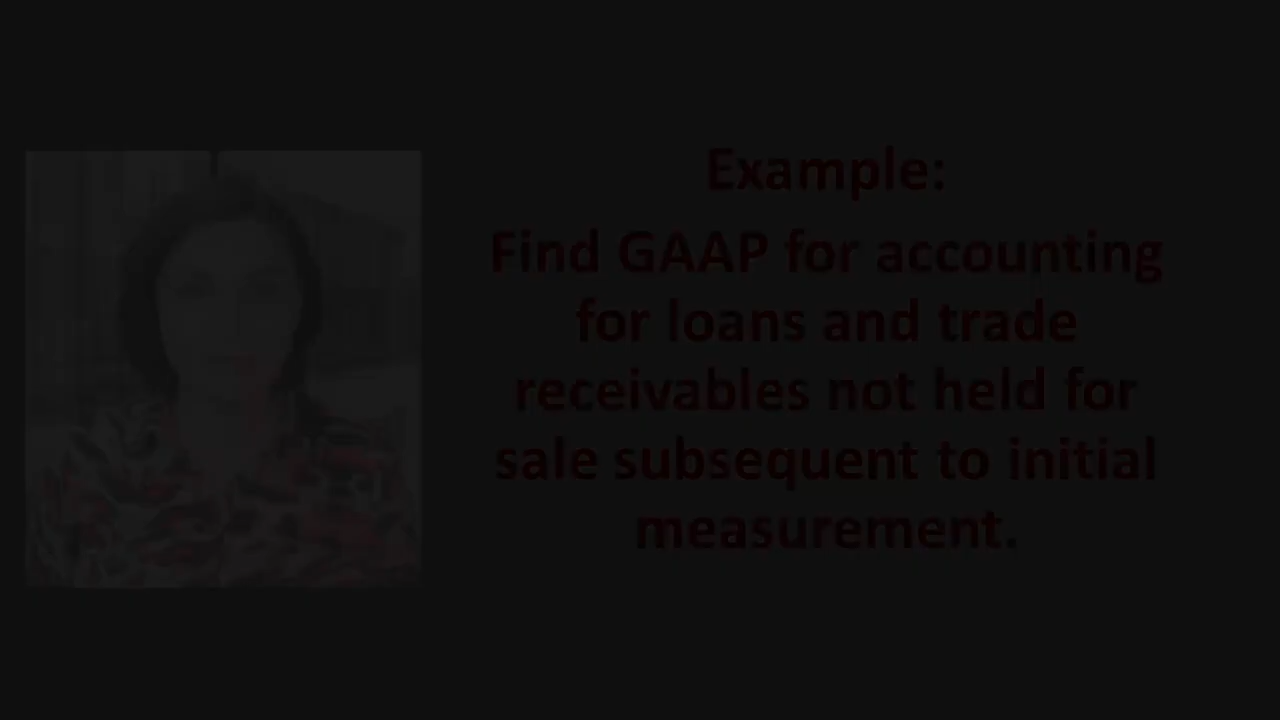 Example:
Find GAAP for accounting
for loans and trade
receivables not held for
sale subsequent to initial
measurement.